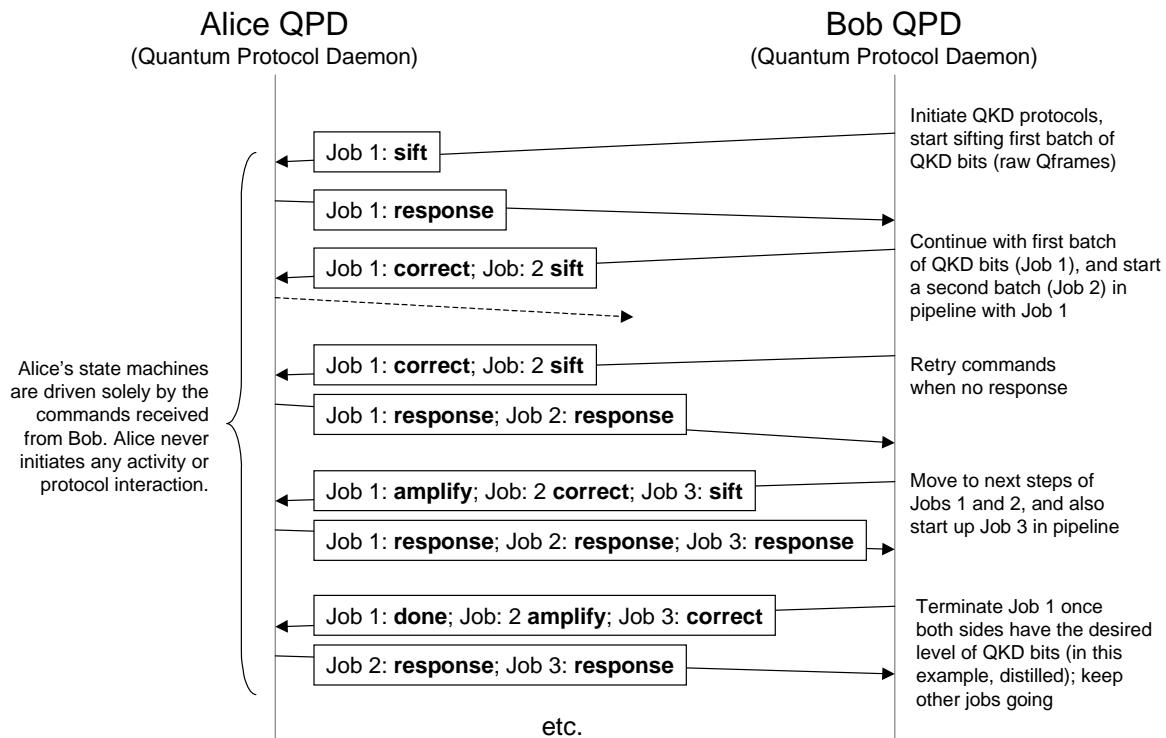 Alice QPD
(Quantum Protocol Daemon)
Bob QPD
(Quantum Protocol Daemon)
Initiate QKD protocols,
start sifting first batch of
QKD bits (raw Qframes)
Job 1: sift
Job 1: response
Continue with first batch
of QKD bits (Job 1), and start
a second batch (Job 2) in
pipeline with Job 1
Job 1: correct; Job: 2 sift
Job 1: correct; Job: 2 sift
Retry commands
when no response
Alice’s state machines
are driven solely by the
commands received
from Bob. Alice never
initiates any activity or
protocol interaction.
Job 1: response; Job 2: response
Job 1: amplify; Job: 2 correct; Job 3: sift
Move to next steps of
Jobs 1 and 2, and also
start up Job 3 in pipeline
Job 1: response; Job 2: response; Job 3: response
Job 1: done; Job: 2 amplify; Job 3: correct
Terminate Job 1 once
both sides have the desired
level of QKD bits (in this
example, distilled); keep
other jobs going
Job 2: response; Job 3: response
etc.